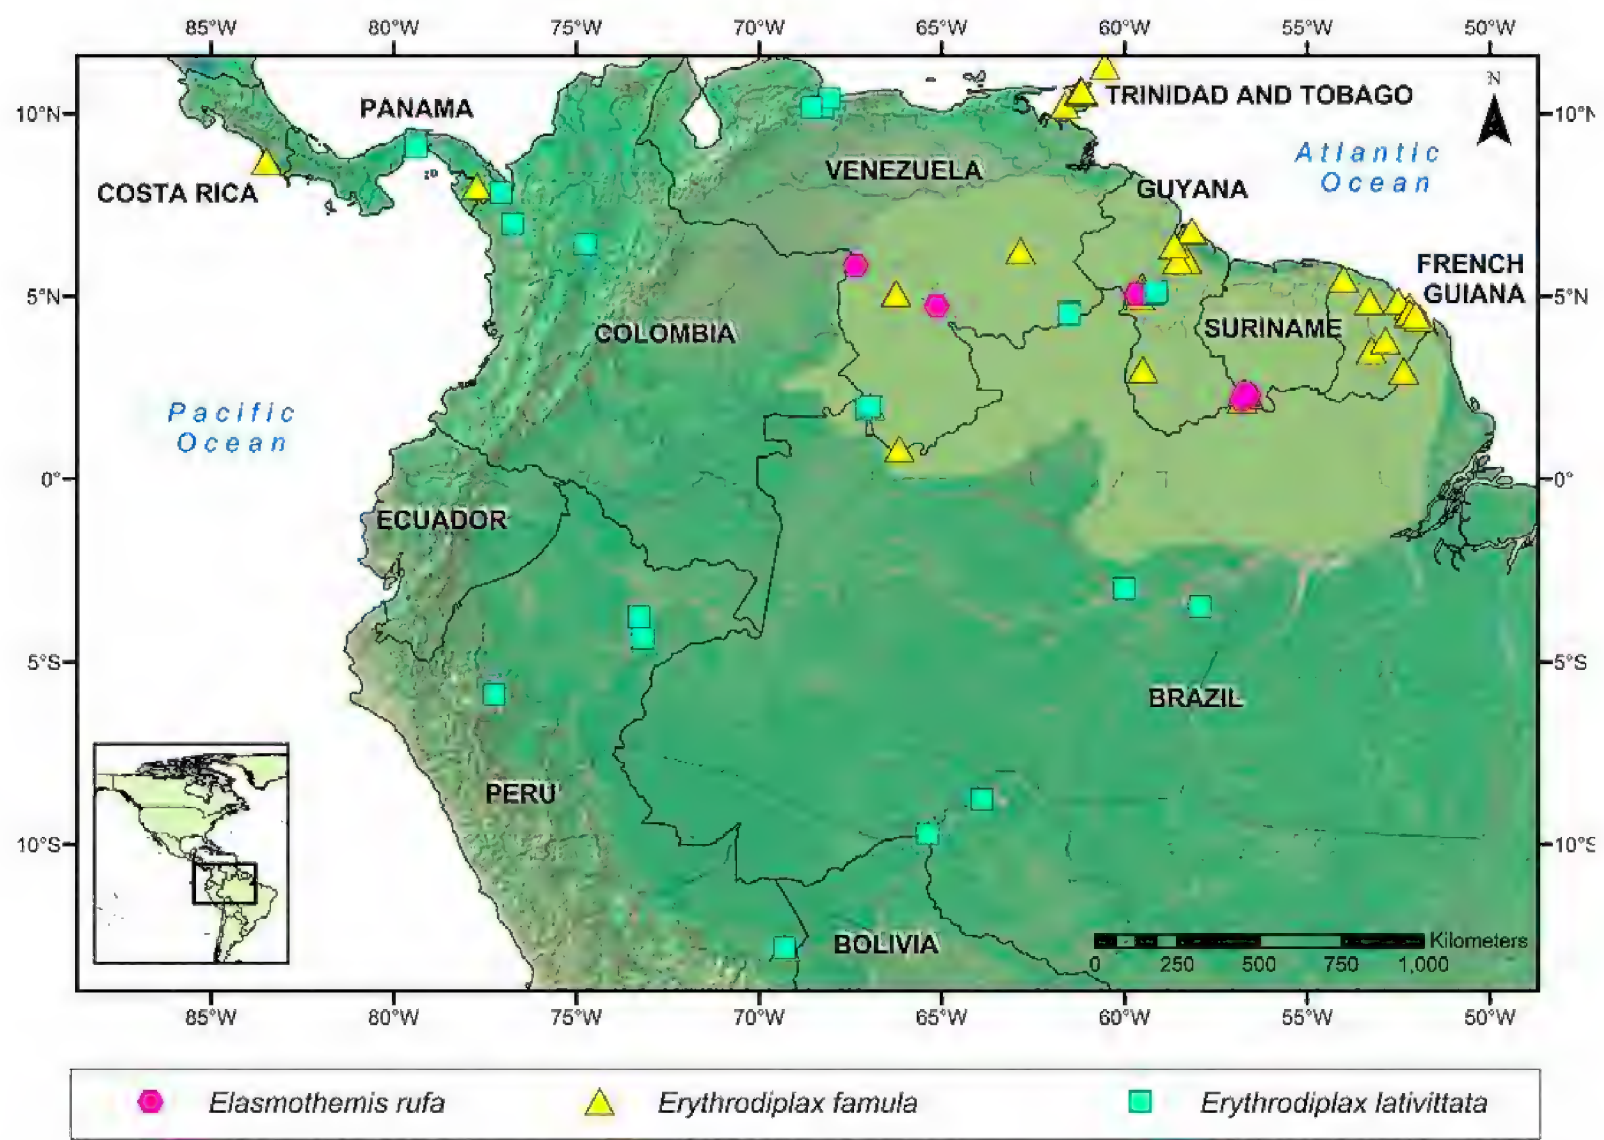 85°W 80°W 75°W 70°W 65°W 60°W 55°W 50°W
N
PANAMA
TRINIDAD AND TOBAGO
10°N
10°N
Atlantic
Ocean
VENEZUELA
GUYANA
COSTA RICA
FRENCH
GUIANA
5°N
5°N
COLOMBIA
SURINAME
Pacific
Ocean
0°
0°
ECUADOR
5°S
5°S
BRAZIL
PERU
10°S
10°S
BOLIVIA
Kilometers
0 250 500 750 1,000
85°W 80°W 75°W 70°W 65°W 60°W 55°W 50°W
Elasmothemis rufa
Erythrodiplax famula
Erythrodiplax lativittata